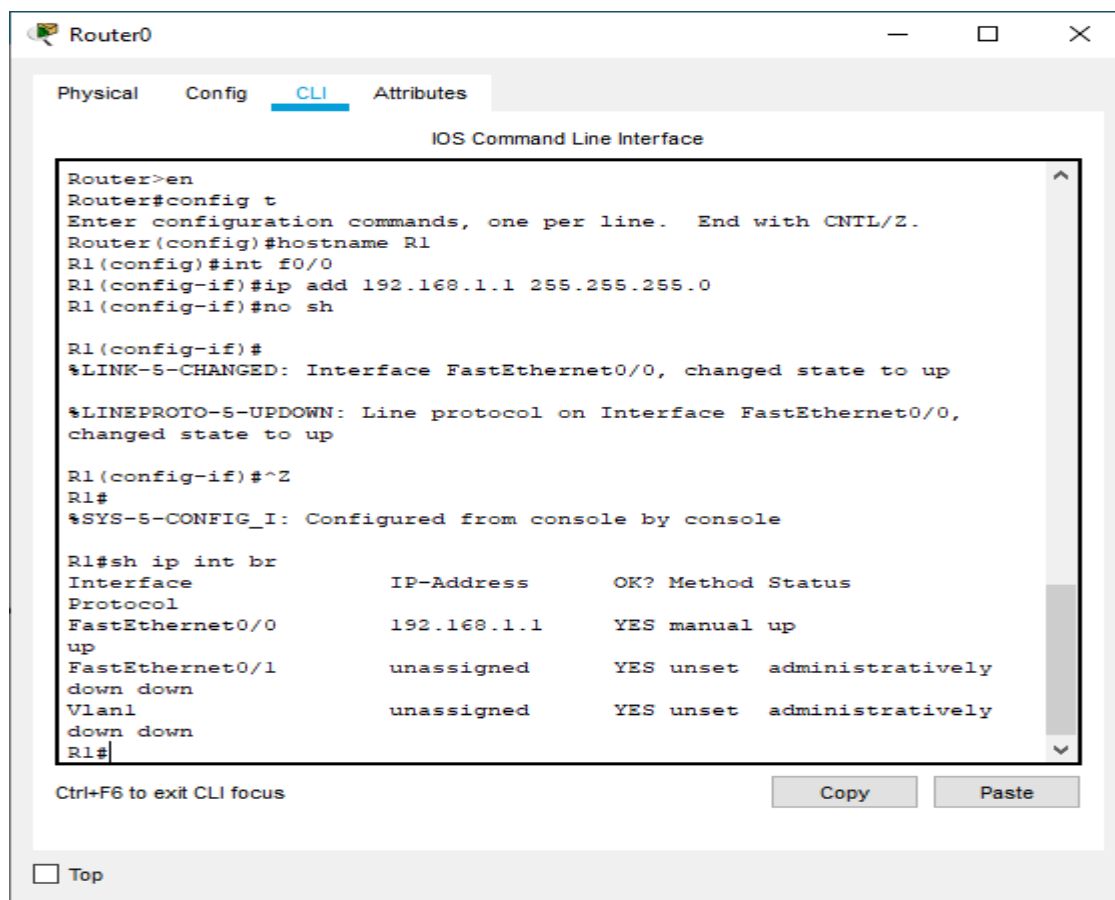 Router0
Physical Config CLI Attributes
IOS Command Line Interface
Router>en
Router#config t
Enter configuration commands, one per line.  End with CNTL/Z.
Router(config)#hostname R1
R1(config)#int f0/0
R1(config-if)#ip add 192.168.1.1 255.255.255.0
R1(config-if)#no sh
R1(config-if)#
%LINK-5-CHANGED: Interface FastEthernet0/0, changed state to up
%LINEPROTO-5-UPDOWN: Line protocol on Interface FastEthernet0/0,
changed state to up
R1(config-if)#^Z
R1#
%SYS-5-CONFIG_I: Configured from console by console
R1#sh ip int br
Interface              IP-Address      OK? Method Status
Protocol
FastEthernet0/0        192.168.1.1     YES manual up
up
FastEthernet0/1        unassigned      YES unset  administratively
down down
Vlan1                  unassigned      YES unset  administratively
down down
R1#
Ctrl+F6 to exit CLI focus Copy Paste
Top